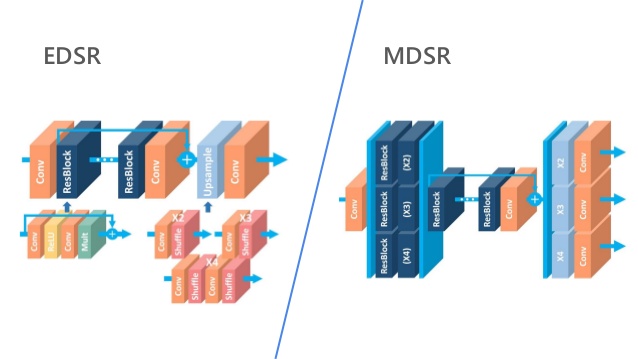 EDSR
MDSR
Conv
ResBlock
ResBlock
Conv
Upsample
Conv
Conv
ReLU
Conv
Mult
X2
Conv
Shuffle
X3
Conv
Shuffle
X4
Conv
Shuffle
Conv
Shuffle
Conv
ResBlock
(X2)
ResBlock
(X3)
ResBlock
(X4)
ResBlock
ResBlock
Conv
X2
Conv
X3
Conv
X4
Conv